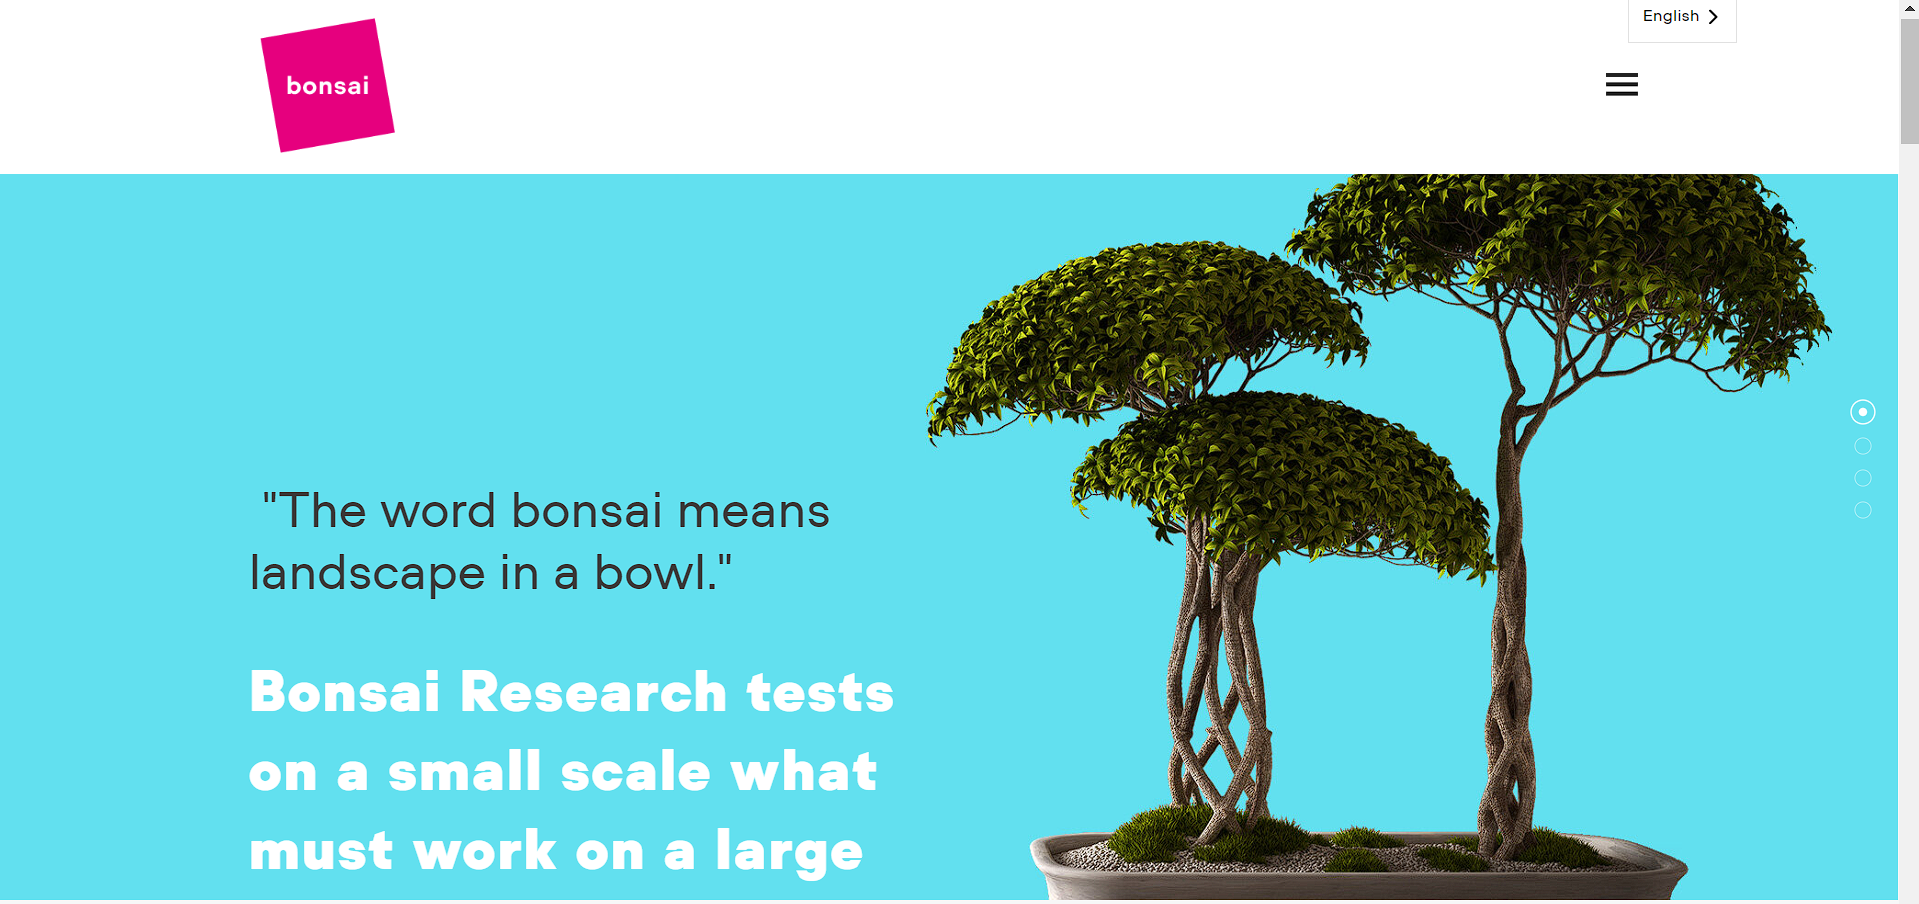 English
bonsai
"The word bonsai means
landscape in a bowl."
Bonsai Research tests
on a small scale what
must work on a large